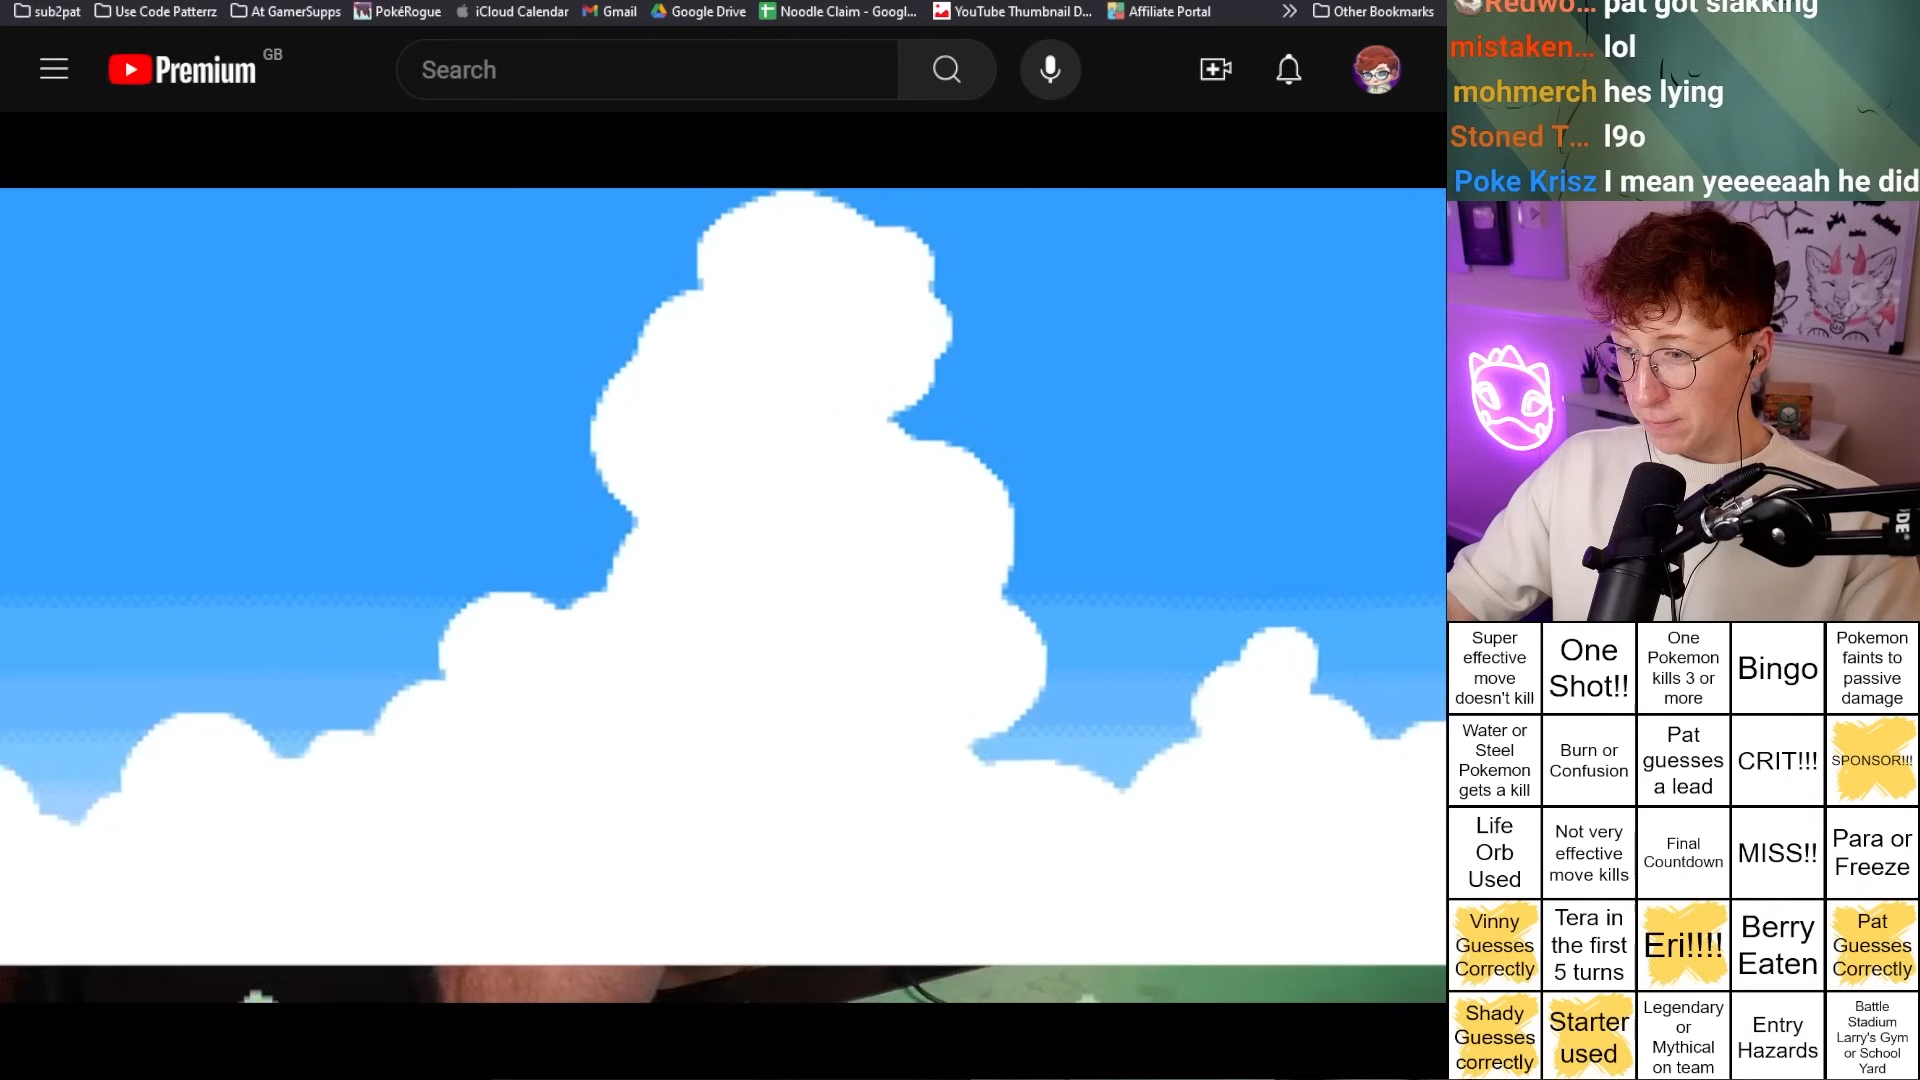 sub2pat Use Code Patterrz At GamerSupps PokéRogue iCloud Calendar Gmail Google Drive Noodle Claim - Googl... YouTube Thumbnail D... Affiliate Portal Other Bookmarks
Premium GB
Search
Redwo... pat got slakking
mistaken... lol
mohmerch hes lying
Stoned T... l9o
Poke Krisz I mean yeeeeaah he did
DE
Super
effective
move
doesn't kill
One
Shot!!
One
Pokemon
kills 3 or
more
Bingo
Pokemon
faints to
passive
damage
Water or
Steel
Pokemon
gets a kill
Burn or
Confusion
Pat
guesses
a lead
CRIT!!!
SPONSOR!!!
Life
Orb
Used
Not very
effective
move kills
Final
Countdown
MISS!!
Para or
Freeze
Vinny
Guesses
Correctly
Tera in
the first
5 turns
Eri!!!!
Berry
Eaten
Pat
Guesses
Correctly
Shady
Guesses
correctly
Starter
used
Legendary
or
Mythical
on team
Entry
Hazards
Battle
Stadium
Larry's Gym
or School
Yard